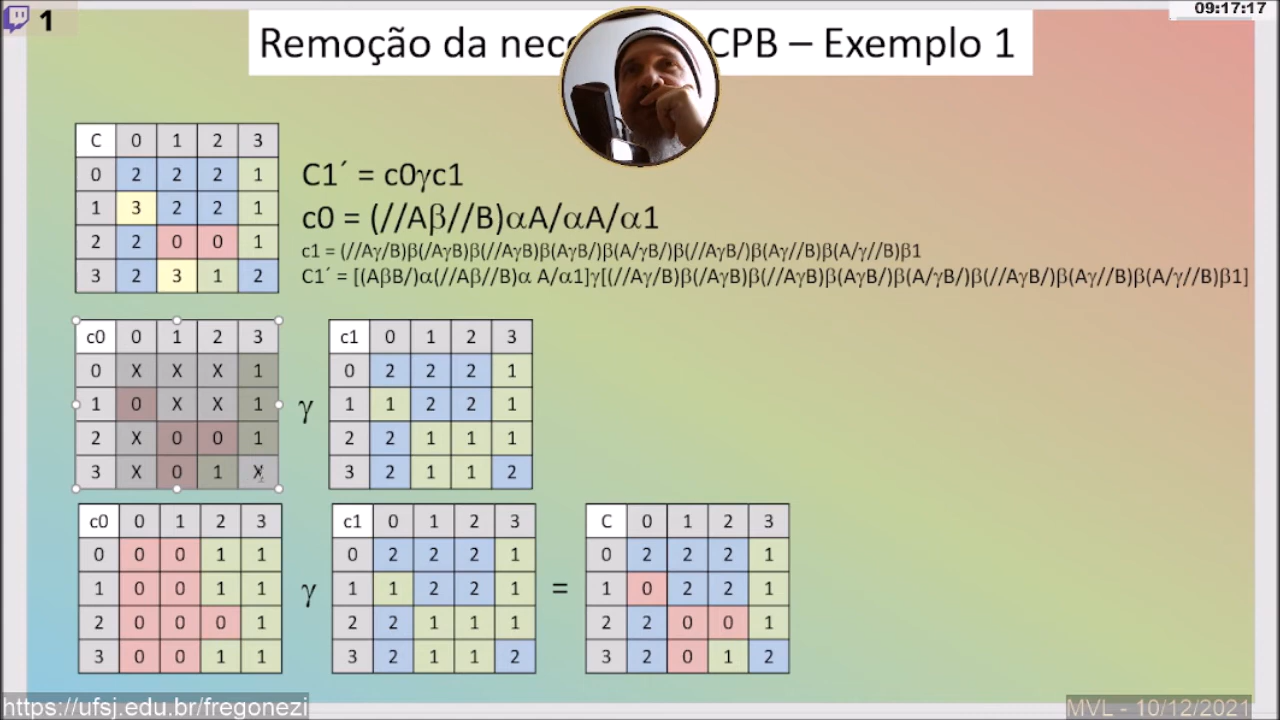 1
09:17:17
Remoção da CPB – Exemplo 1
C 0 1 2 3
0 2 2 2 1
1 3 2 2 1
2 2 0 0 1
3 2 3 1 2
C1´ = c0γc1
c0 = (//Aβ//B)αA/αA/α1
c1 = (//Aγ/B)β(/AγB)β(//AγB)β(AγB/)β(A/γB/)β(//AγB/)β(Aγ//B)β(A/γ//B)β1
C1´ = [(AβB/)α(//Aβ//B)α A/α1]γ[(//Aγ/B)β(/AγB)β(//AγB)β(AγB/)β(A/γB/)β(//AγB/)β(Aγ//B)β(A/γ//B)β1]
c0 0 1 2 3
0 X X X 1
1 0 X X 1
2 X 0 0 1
3 X 0 1 X
γ
c1 0 1 2 3
0 2 2 2 1
1 1 2 2 1
2 2 1 1 1
3 2 1 1 2
c0 0 1 2 3
0 0 0 1 1
1 0 0 1 1
2 0 0 0 1
3 0 0 1 1
γ
c1 0 1 2 3
0 2 2 2 1
1 1 2 2 1
2 2 1 1 1
3 2 1 1 2
=
C 0 1 2 3
0 2 2 2 1
1 0 2 2 1
2 2 0 0 1
3 2 0 1 2
https://ufsj.edu.br/fregonezi
MVL - 10/12/2021